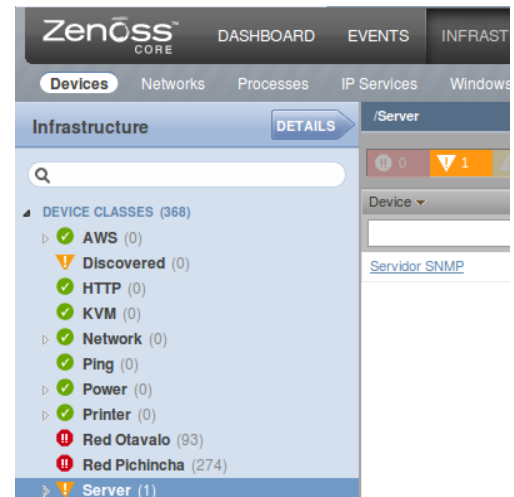 Zenoss™
CORE
DASHBOARD EVENTS INFRAST
Devices Networks Processes IP Services Windows
Infrastructure DETAILS
/Server
0 1
Device
DEVICE CLASSES (368)
AWS (0)
Discovered (0)
Servidor SNMP
HTTP (0)
KVM (0)
Network (0)
Ping (0)
Power (0)
Printer (0)
Red Otavalo (93)
Red Pichincha (274)
Server (1)